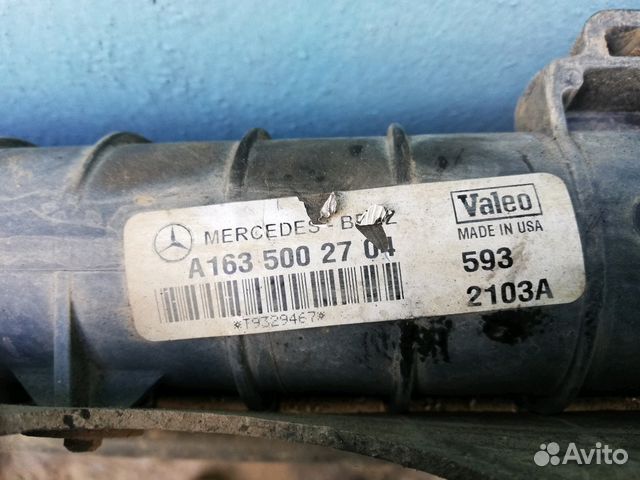 MERCEDES-BENZ
A163 500 27 04
*T9329467*
Valeo
MADE IN USA
593
2103A
Avito